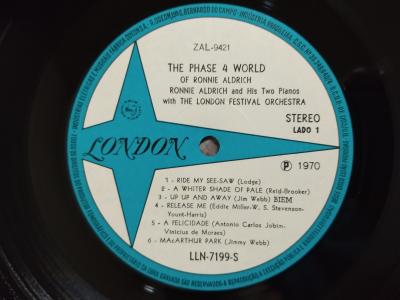 ZAL-9421
THE PHASE 4 WORLD
OF RONNIE ALDRICH
RONNIE ALDRICH and His Two Pianos
with THE LONDON FESTIVAL ORCHESTRA
STEREO
LADO 1
LONDON
Ⓟ 1970
1 - RIDE MY SEE-SAW (Lodge)
2 - A WHITER SHADE OF PALE (Reid-Brooker)
3 - UP UP AND AWAY (Jim Webb) BIEM
4 - RELEASE ME (Eddie Miller-W. S. Stevenson-
Yount-Harris)
5 - A FELICIDADE (Antonio Carlos Jobim-
Vinicius de Moraes)
6 - MacARTHUR PARK (Jimmy Webb)
LLN-7199-S